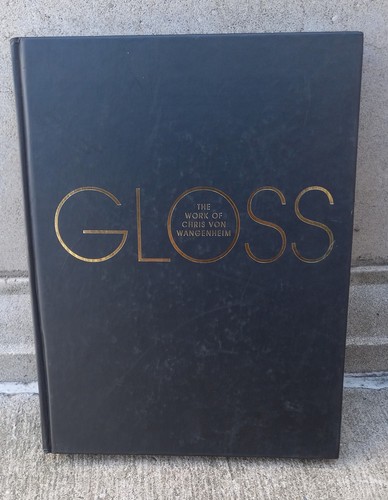 GLOSS
THE
WORK OF
CHRIS VON
WANGENHEIM